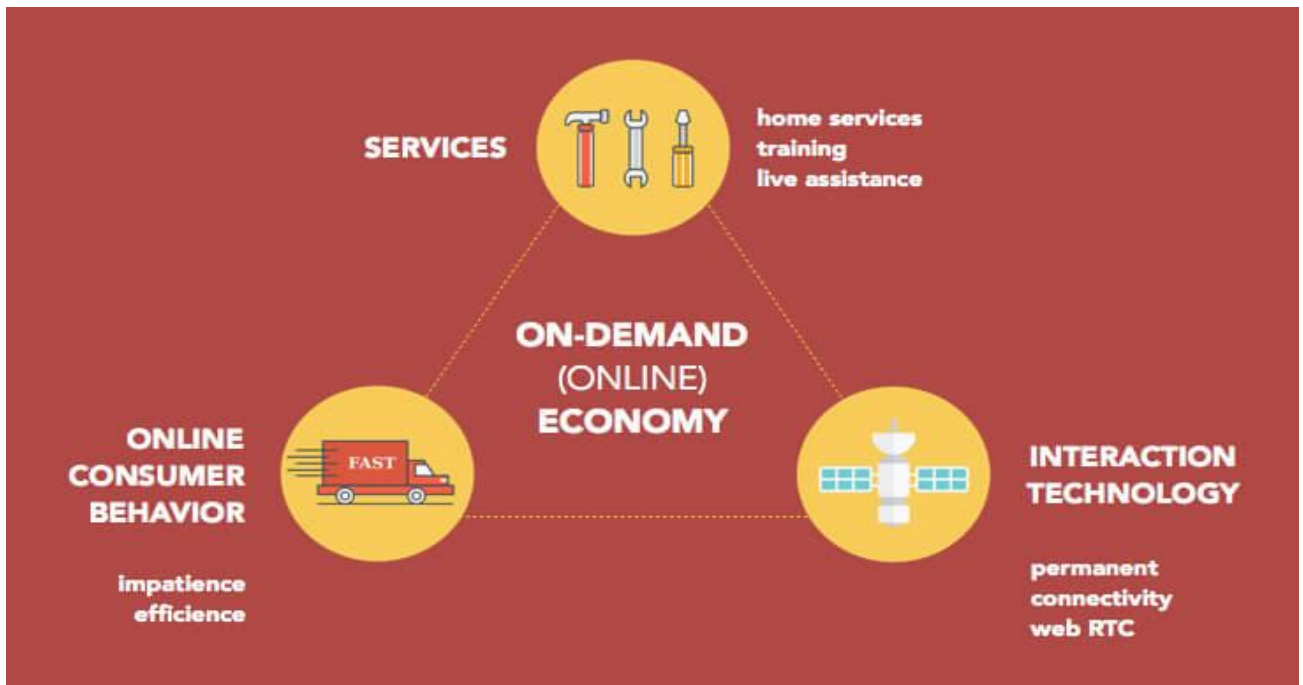 SERVICES
home services
training
live assistance
ON-DEMAND
(ONLINE)
ECONOMY
ONLINE
CONSUMER
BEHAVIOR
FAST
impatience
efficience
INTERACTION
TECHNOLOGY
permanent
connectivity
web RTC